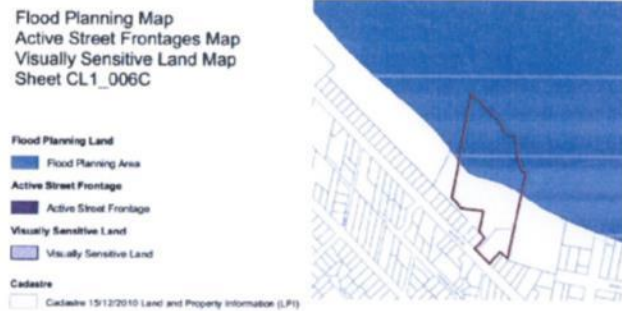 Flood Planning Map
Active Street Frontages Map
Visually Sensitive Land Map
Sheet CL1_006C
Flood Planning Land
Flood Planning Area
Active Street Frontage
Active Street Frontage
Visually Sensitive Land
Visually Sensitive Land
Cadastre
Cadastre 15/12/2010 Land and Property Information (LPI)